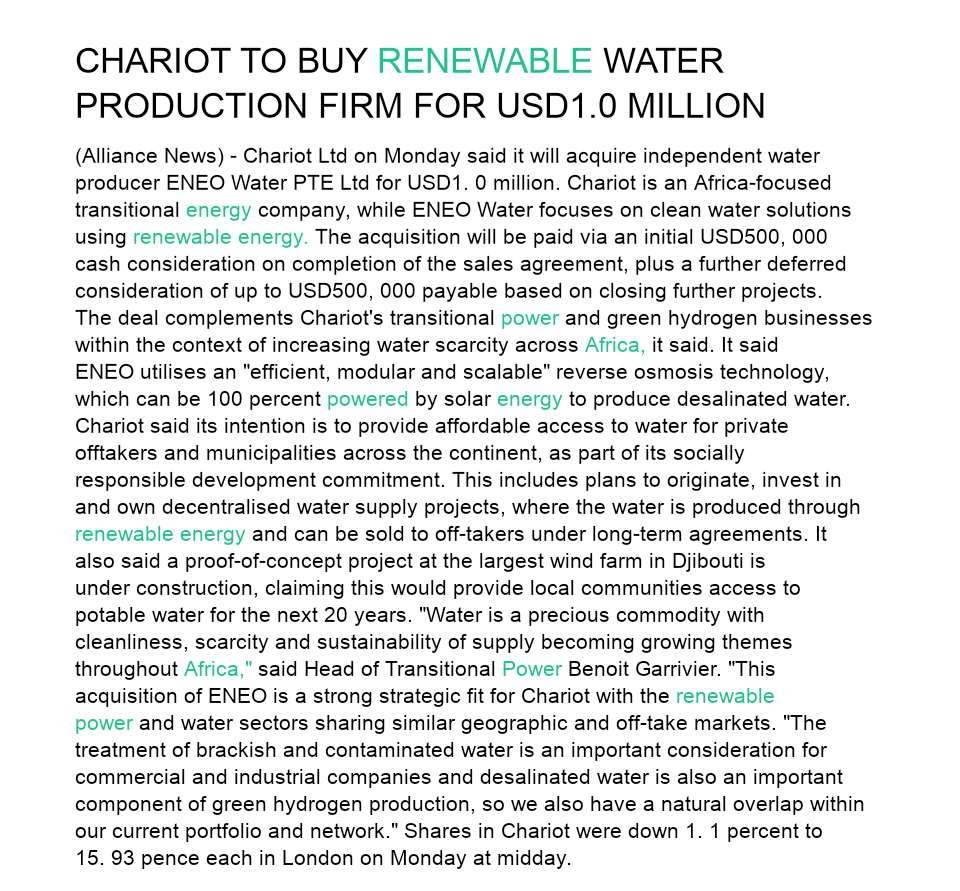 CHARIOT TO BUY RENEWABLE WATER
PRODUCTION FIRM FOR USD1.0 MILLION
(Alliance News) - Chariot Ltd on Monday said it will acquire independent water
producer ENEO Water PTE Ltd for USD1. 0 million. Chariot is an Africa-focused
transitional energy company, while ENEO Water focuses on clean water solutions
using renewable energy. The acquisition will be paid via an initial USD500, 000
cash consideration on completion of the sales agreement, plus a further deferred
consideration of up to USD500, 000 payable based on closing further projects.
The deal complements Chariot's transitional power and green hydrogen businesses
within the context of increasing water scarcity across Africa, it said. It said
ENEO utilises an "efficient, modular and scalable" reverse osmosis technology,
which can be 100 percent powered by solar energy to produce desalinated water.
Chariot said its intention is to provide affordable access to water for private
offtakers and municipalities across the continent, as part of its socially
responsible development commitment. This includes plans to originate, invest in
and own decentralised water supply projects, where the water is produced through
renewable energy and can be sold to off-takers under long-term agreements. It
also said a proof-of-concept project at the largest wind farm in Djibouti is
under construction, claiming this would provide local communities access to
potable water for the next 20 years. "Water is a precious commodity with
cleanliness, scarcity and sustainability of supply becoming growing themes
throughout Africa," said Head of Transitional Power Benoit Garrivier. "This
acquisition of ENEO is a strong strategic fit for Chariot with the renewable
power and water sectors sharing similar geographic and off-take markets. "The
treatment of brackish and contaminated water is an important consideration for
commercial and industrial companies and desalinated water is also an important
component of green hydrogen production, so we also have a natural overlap within
our current portfolio and network." Shares in Chariot were down 1. 1 percent to
15. 93 pence each in London on Monday at midday.